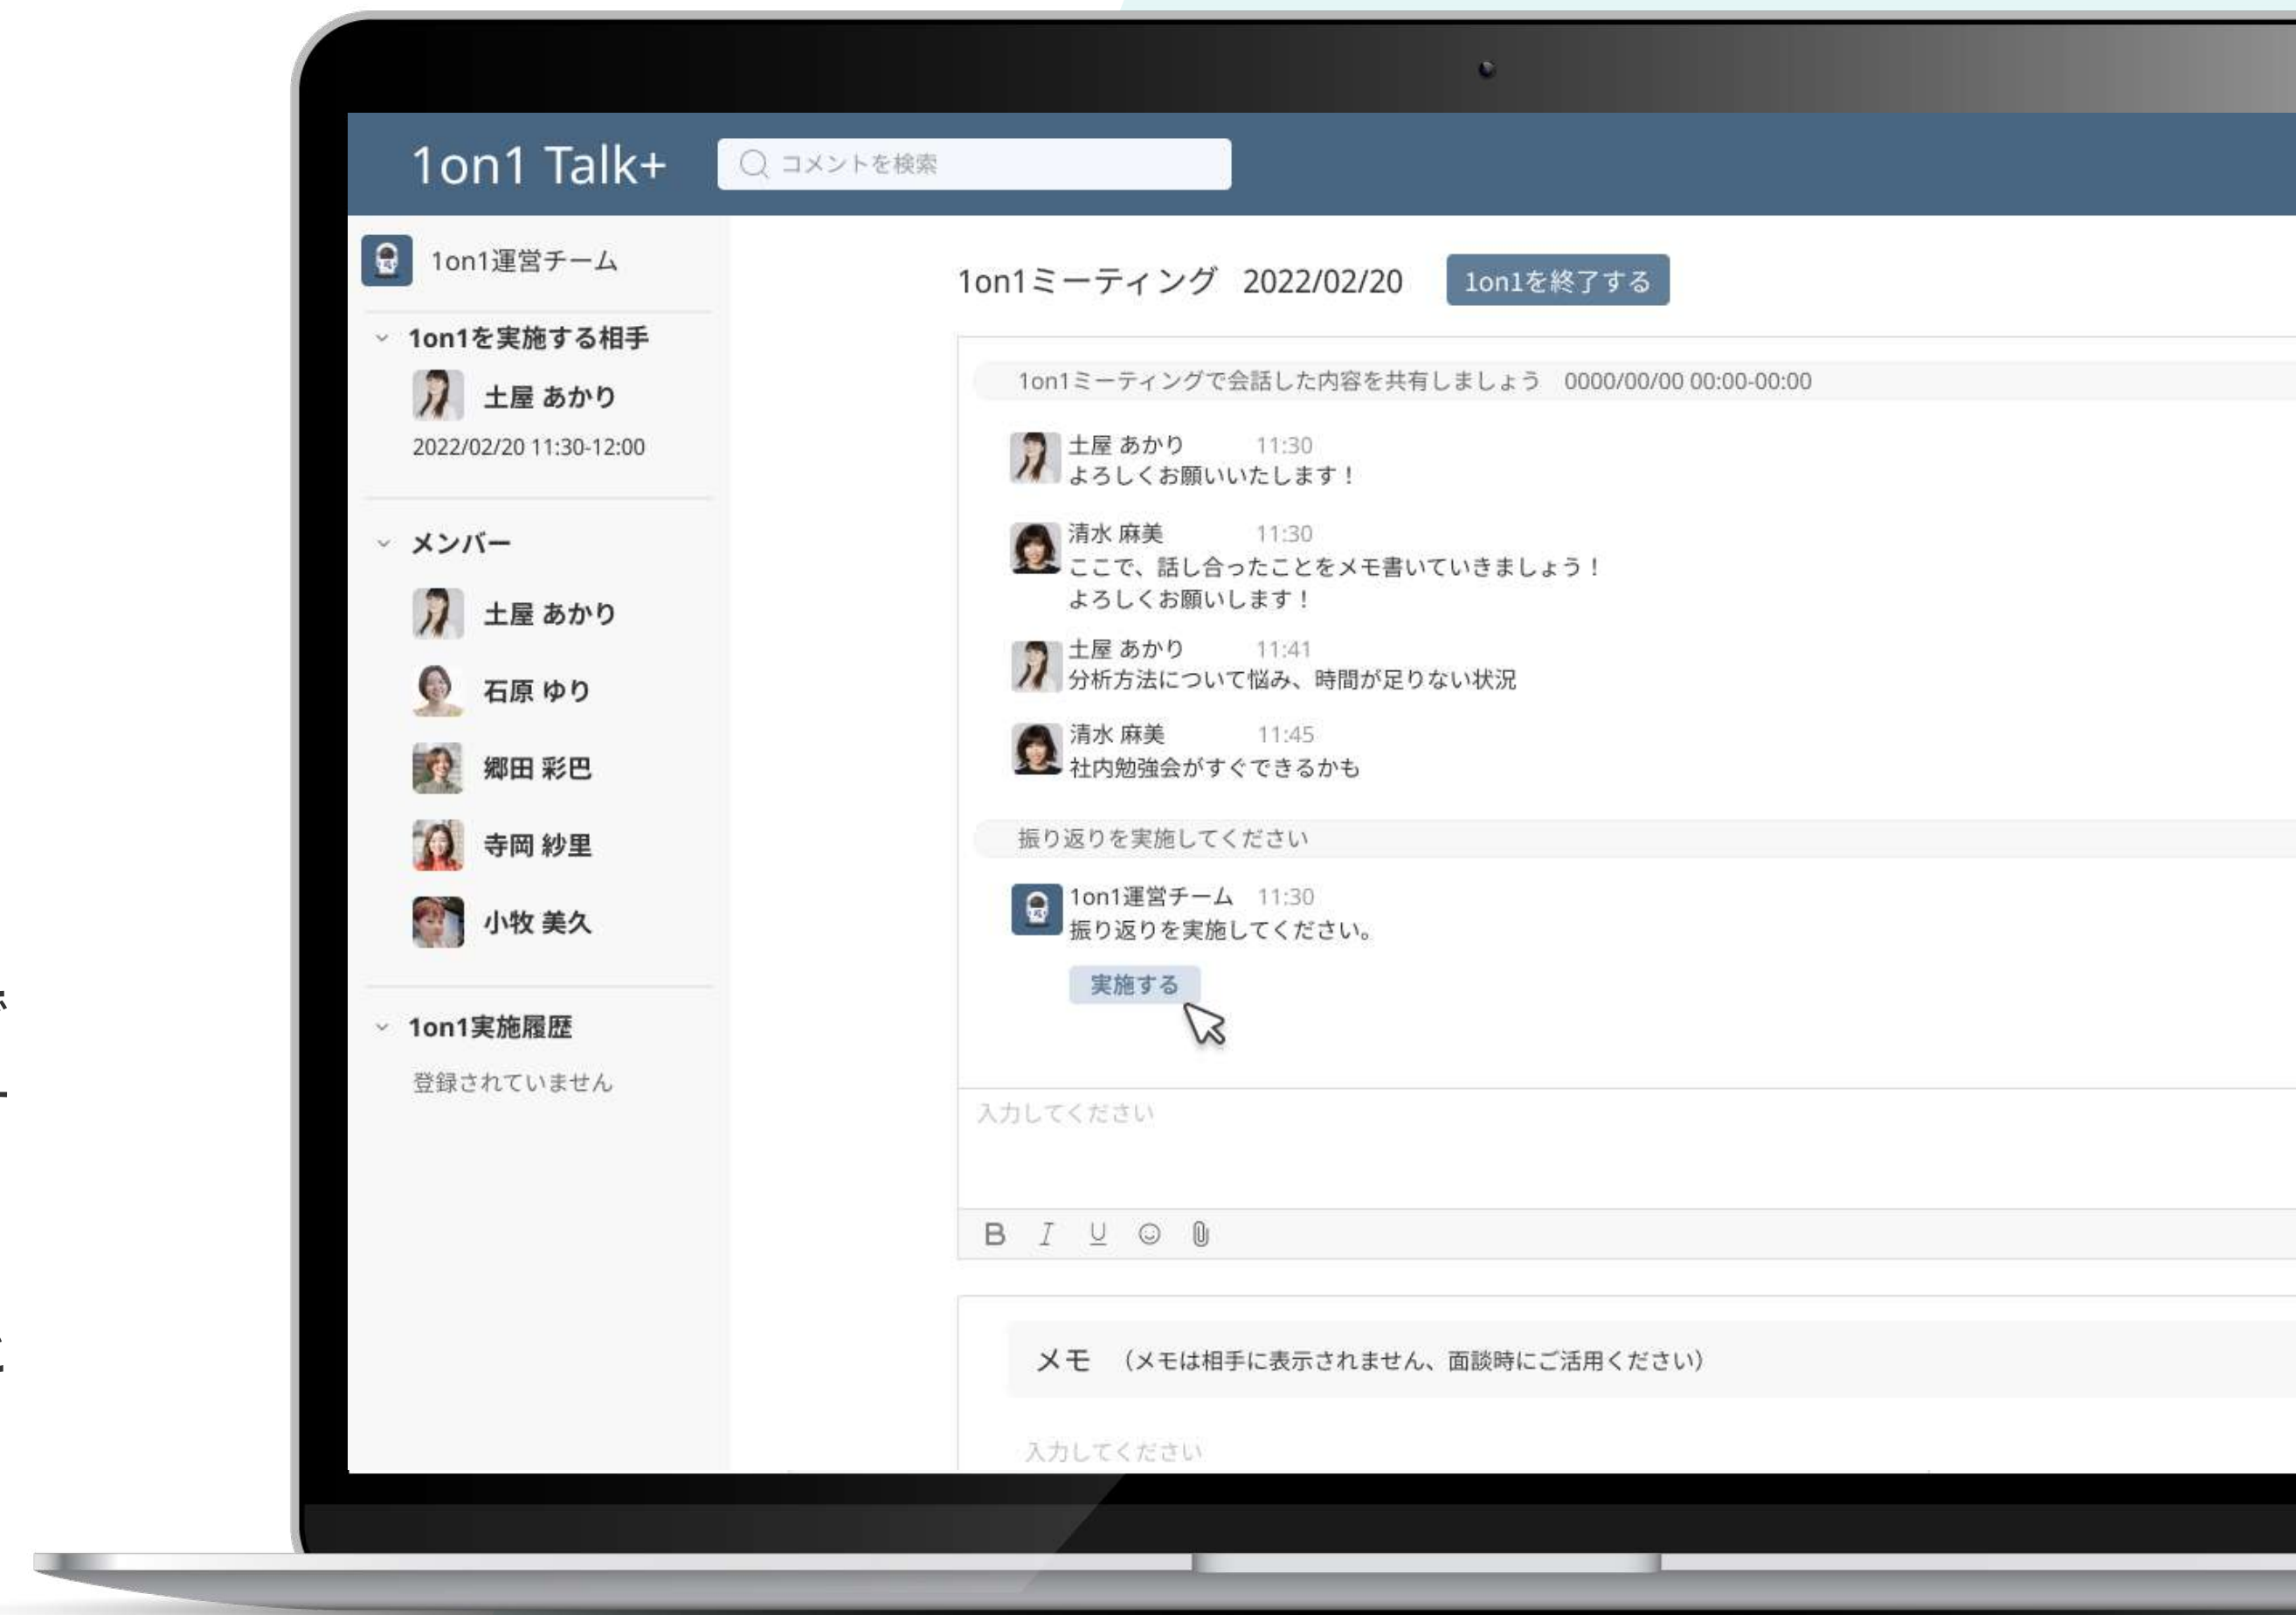 1on1 Talk+
コメントを検索
1on1運営チーム
1on1を実施する相手
土屋 あかり
2022/02/20 11:30-12:00
メンバー
土屋 あかり
石原 ゆり
郷田 彩巴
寺岡 紗里
小牧 美久
1on1実施履歴
登録されていません
1on1ミーティング 2022/02/20
1on1を終了する
1on1ミーティングで会話した内容を共有しましょう 0000/00/00 00:00-00:00
土屋 あかり 11:30
よろしくお願いいたします！
清水 麻美 11:30
ここで、話し合ったことをメモ書いていきましょう！
よろしくお願いします！
土屋 あかり 11:41
分析方法について悩み、時間が足りない状況
清水 麻美 11:45
社内勉強会がすぐできるかも
振り返りを実施してください
1on1運営チーム 11:30
振り返りを実施してください。
実施する
入力してください
B I U
メモ （メモは相手に表示されません、面談時にご活用ください）
入力してください